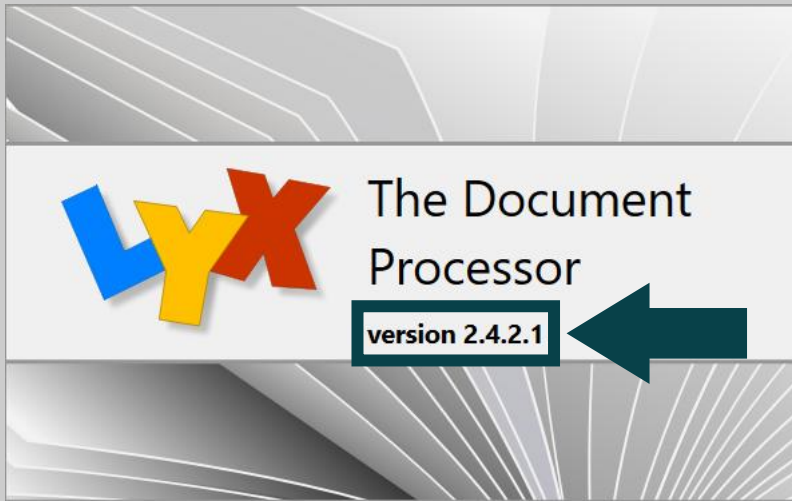 LYX
The Document
Processor
version 2.4.2.1